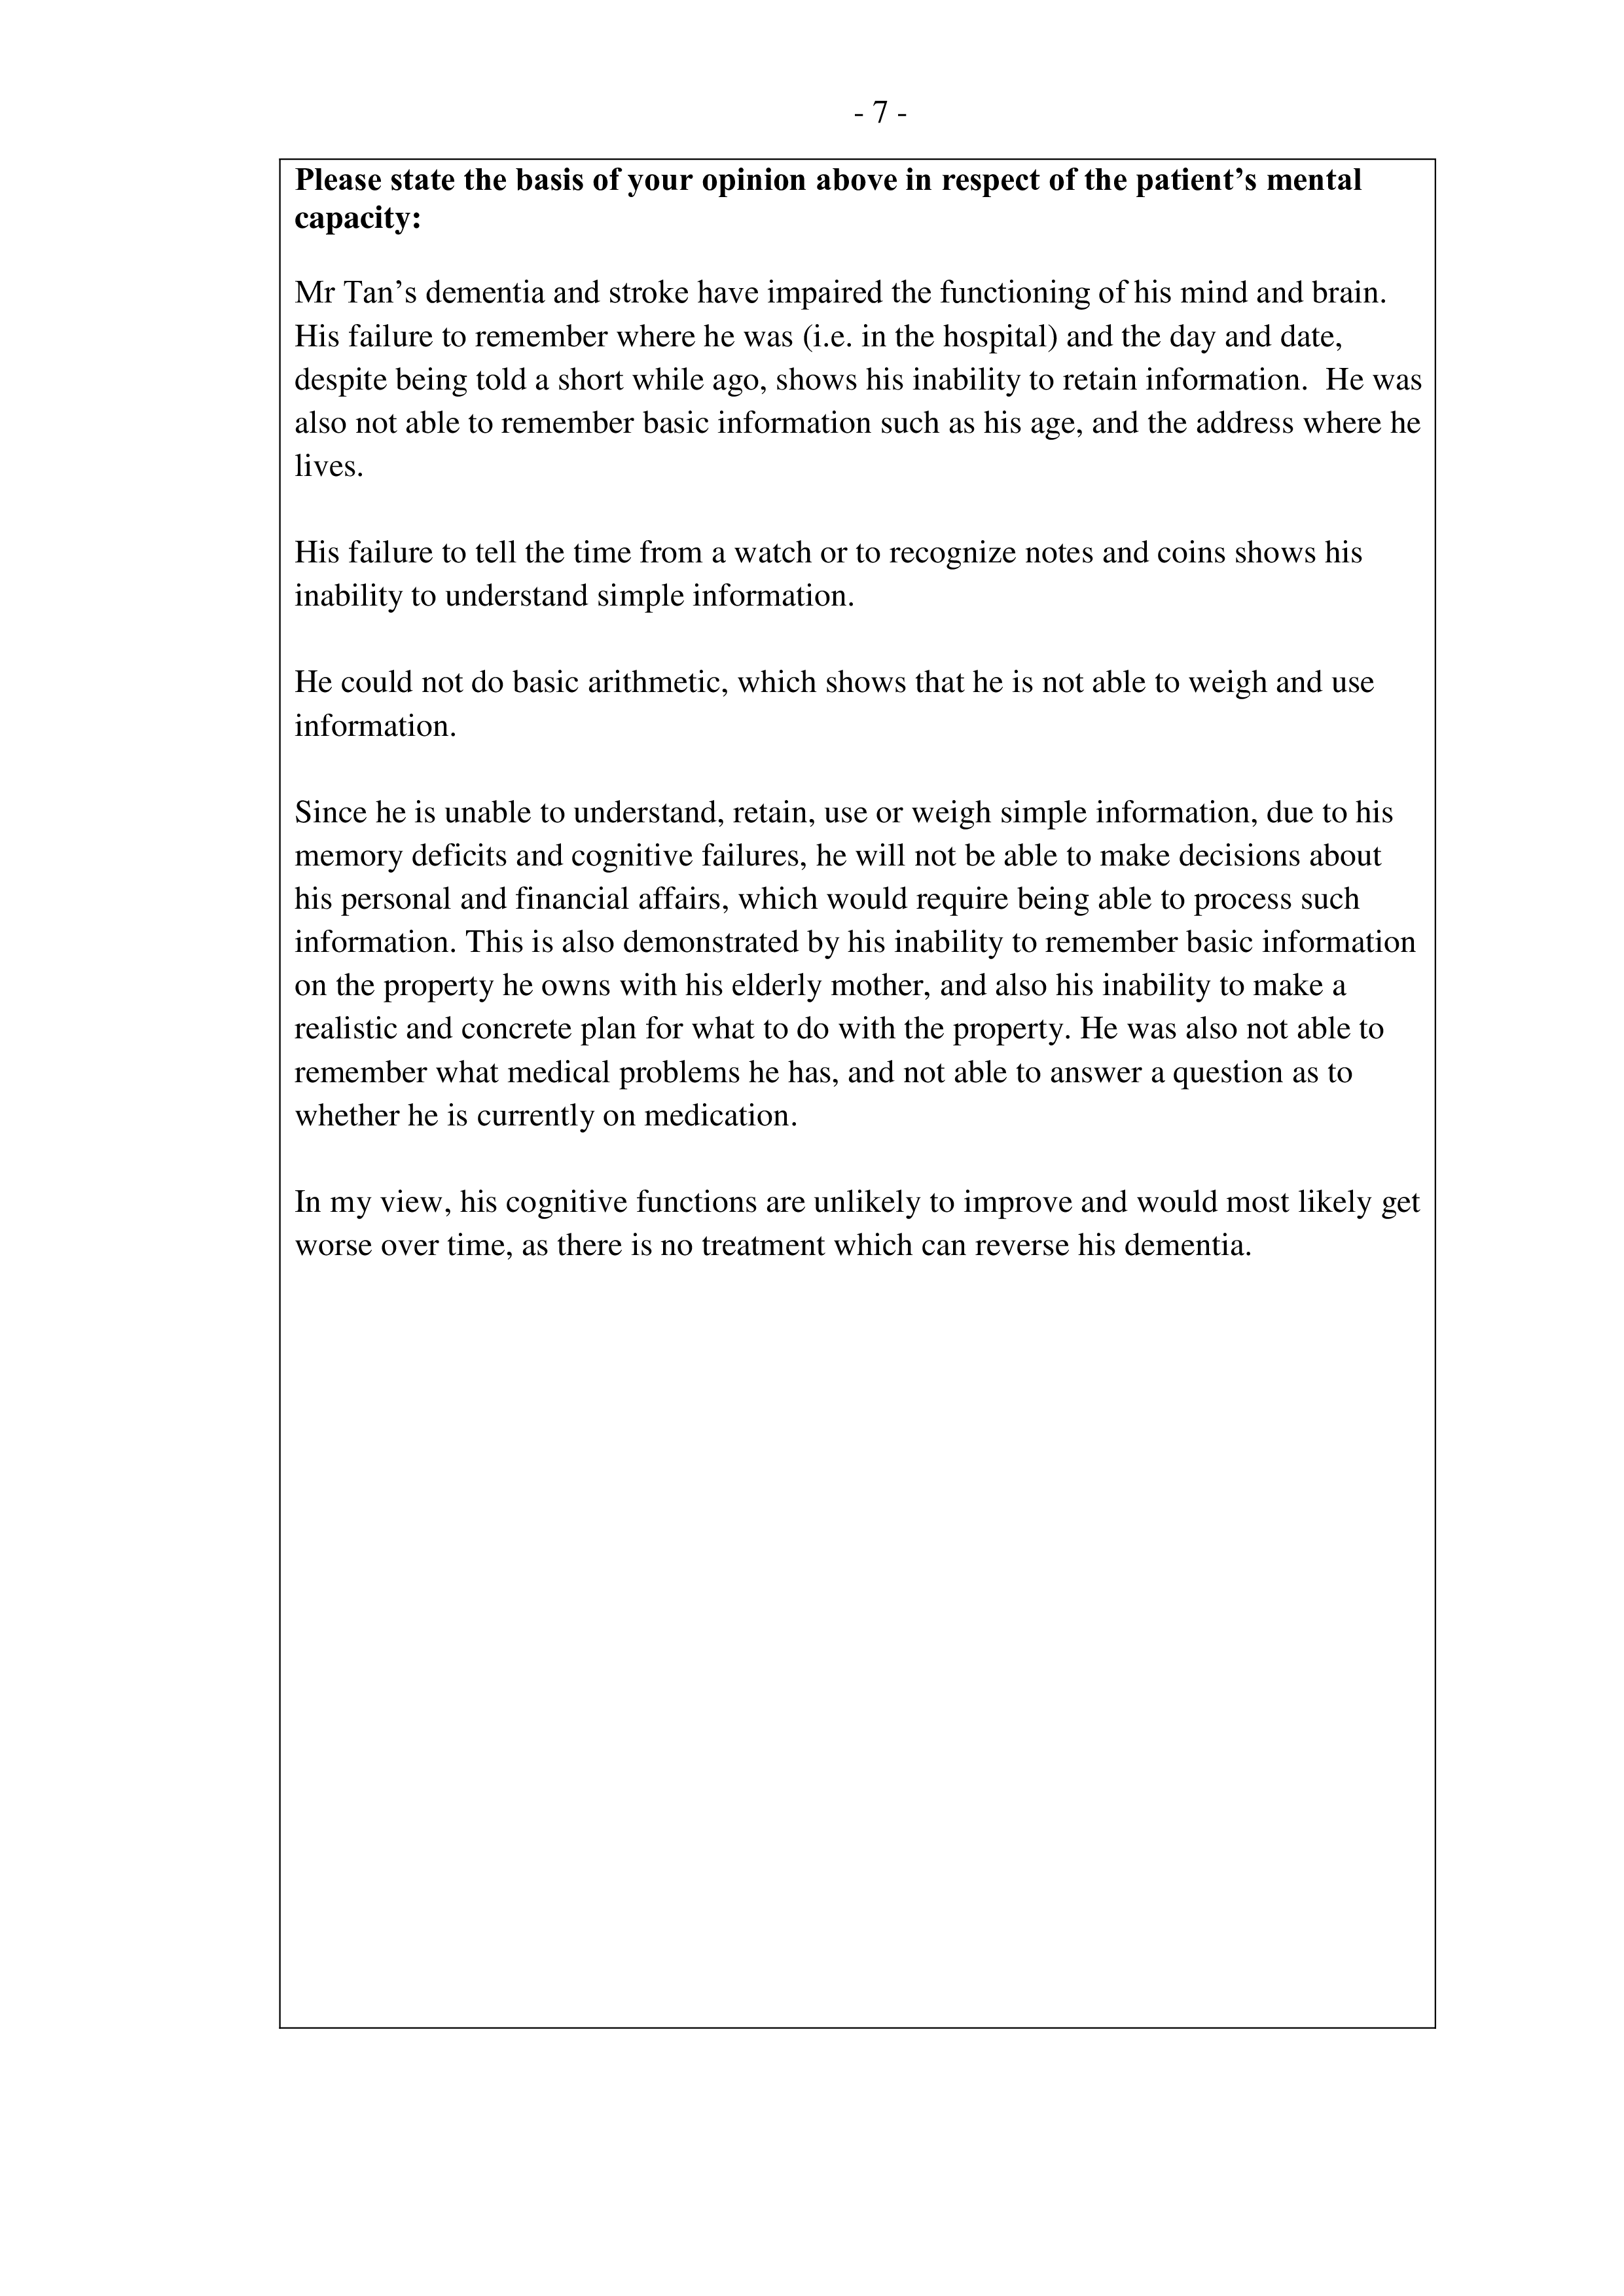 - 7 -
Please state the basis of your opinion above in respect of the patient’s mental
capacity:
Mr Tan’s dementia and stroke have impaired the functioning of his mind and brain.
His failure to remember where he was (i.e. in the hospital) and the day and date,
despite being told a short while ago, shows his inability to retain information.  He was
also not able to remember basic information such as his age, and the address where he
lives.
His failure to tell the time from a watch or to recognize notes and coins shows his
inability to understand simple information.
He could not do basic arithmetic, which shows that he is not able to weigh and use
information.
Since he is unable to understand, retain, use or weigh simple information, due to his
memory deficits and cognitive failures, he will not be able to make decisions about
his personal and financial affairs, which would require being able to process such
information. This is also demonstrated by his inability to remember basic information
on the property he owns with his elderly mother, and also his inability to make a
realistic and concrete plan for what to do with the property. He was also not able to
remember what medical problems he has, and not able to answer a question as to
whether he is currently on medication.
In my view, his cognitive functions are unlikely to improve and would most likely get
worse over time, as there is no treatment which can reverse his dementia.